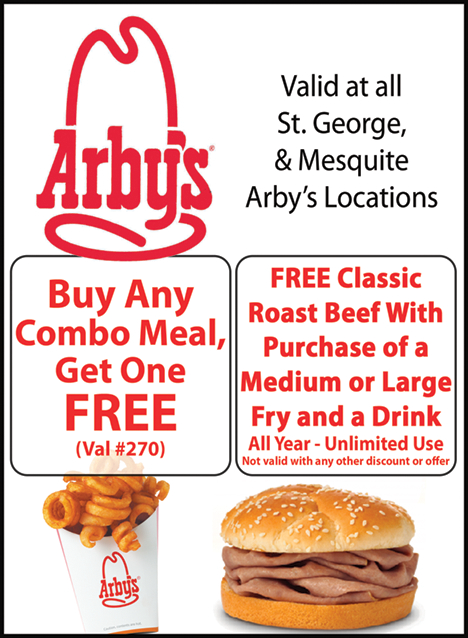 Arby's®
Valid at all
St. George,
& Mesquite
Arby's Locations
Buy Any
Combo Meal,
Get One
FREE
(Val #270)
FREE Classic
Roast Beef With
Purchase of a
Medium or Large
Fry and a Drink
All Year - Unlimited Use
Not valid with any other discount or offer
Arby's